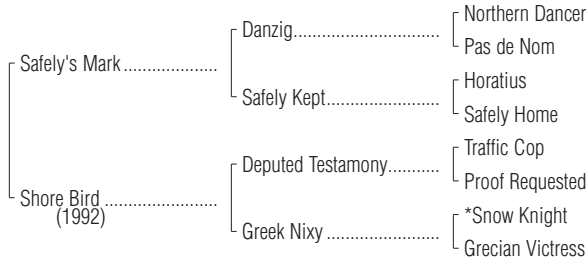 Northern Dancer
Danzig..................................
Pas de Nom
Safely's Mark...................
Horatius
Safely Kept..........................
Safely Home
Traffic Cop
Deputed Testamony............
Proof Requested
Shore Bird.......................
(1992)
*Snow Knight
Greek Nixy..........................
Grecian Victress